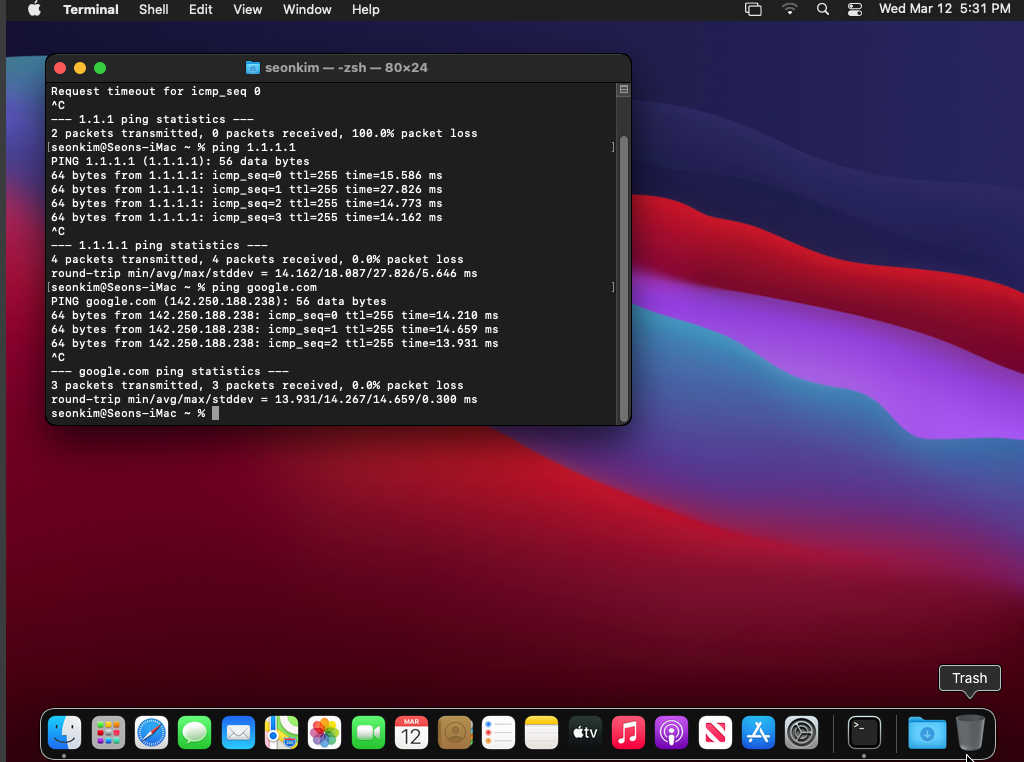 Terminal Shell Edit View Window Help Wed Mar 12 5:31 PM
seonkim — -zsh — 80×24
Request timeout for icmp_seq 0
^C
--- 1.1.1 ping statistics ---
2 packets transmitted, 0 packets received, 100.0% packet loss
[seonkim@Seons-iMac ~ % ping 1.1.1.1 ]
PING 1.1.1.1 (1.1.1.1): 56 data bytes
64 bytes from 1.1.1.1: icmp_seq=0 ttl=255 time=15.586 ms
64 bytes from 1.1.1.1: icmp_seq=1 ttl=255 time=27.826 ms
64 bytes from 1.1.1.1: icmp_seq=2 ttl=255 time=14.773 ms
64 bytes from 1.1.1.1: icmp_seq=3 ttl=255 time=14.162 ms
^C
--- 1.1.1.1 ping statistics ---
4 packets transmitted, 4 packets received, 0.0% packet loss
round-trip min/avg/max/stddev = 14.162/18.087/27.826/5.646 ms
[seonkim@Seons-iMac ~ % ping google.com ]
PING google.com (142.250.188.238): 56 data bytes
64 bytes from 142.250.188.238: icmp_seq=0 ttl=255 time=14.210 ms
64 bytes from 142.250.188.238: icmp_seq=1 ttl=255 time=14.659 ms
64 bytes from 142.250.188.238: icmp_seq=2 ttl=255 time=13.931 ms
^C
--- google.com ping statistics ---
3 packets transmitted, 3 packets received, 0.0% packet loss
round-trip min/avg/max/stddev = 13.931/14.267/14.659/0.300 ms
seonkim@Seons-iMac ~ %
Trash
MAR
12
tv
>_